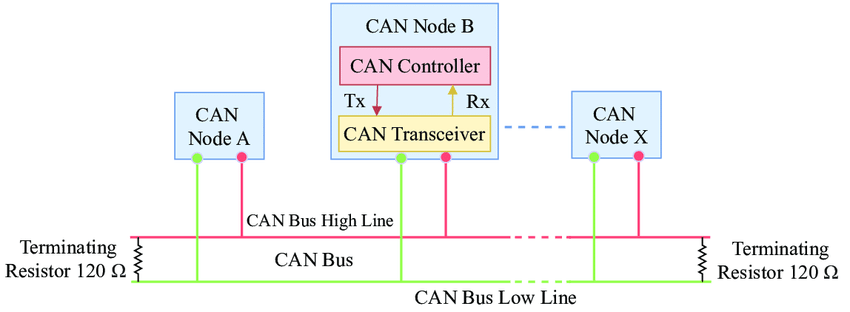 CAN Node B
CAN Controller
Tx
Rx
CAN Transceiver
CAN
Node A
CAN
Node X
CAN Bus High Line
Terminating
Resistor 120 Ω
CAN Bus
Terminating
Resistor 120 Ω
CAN Bus Low Line